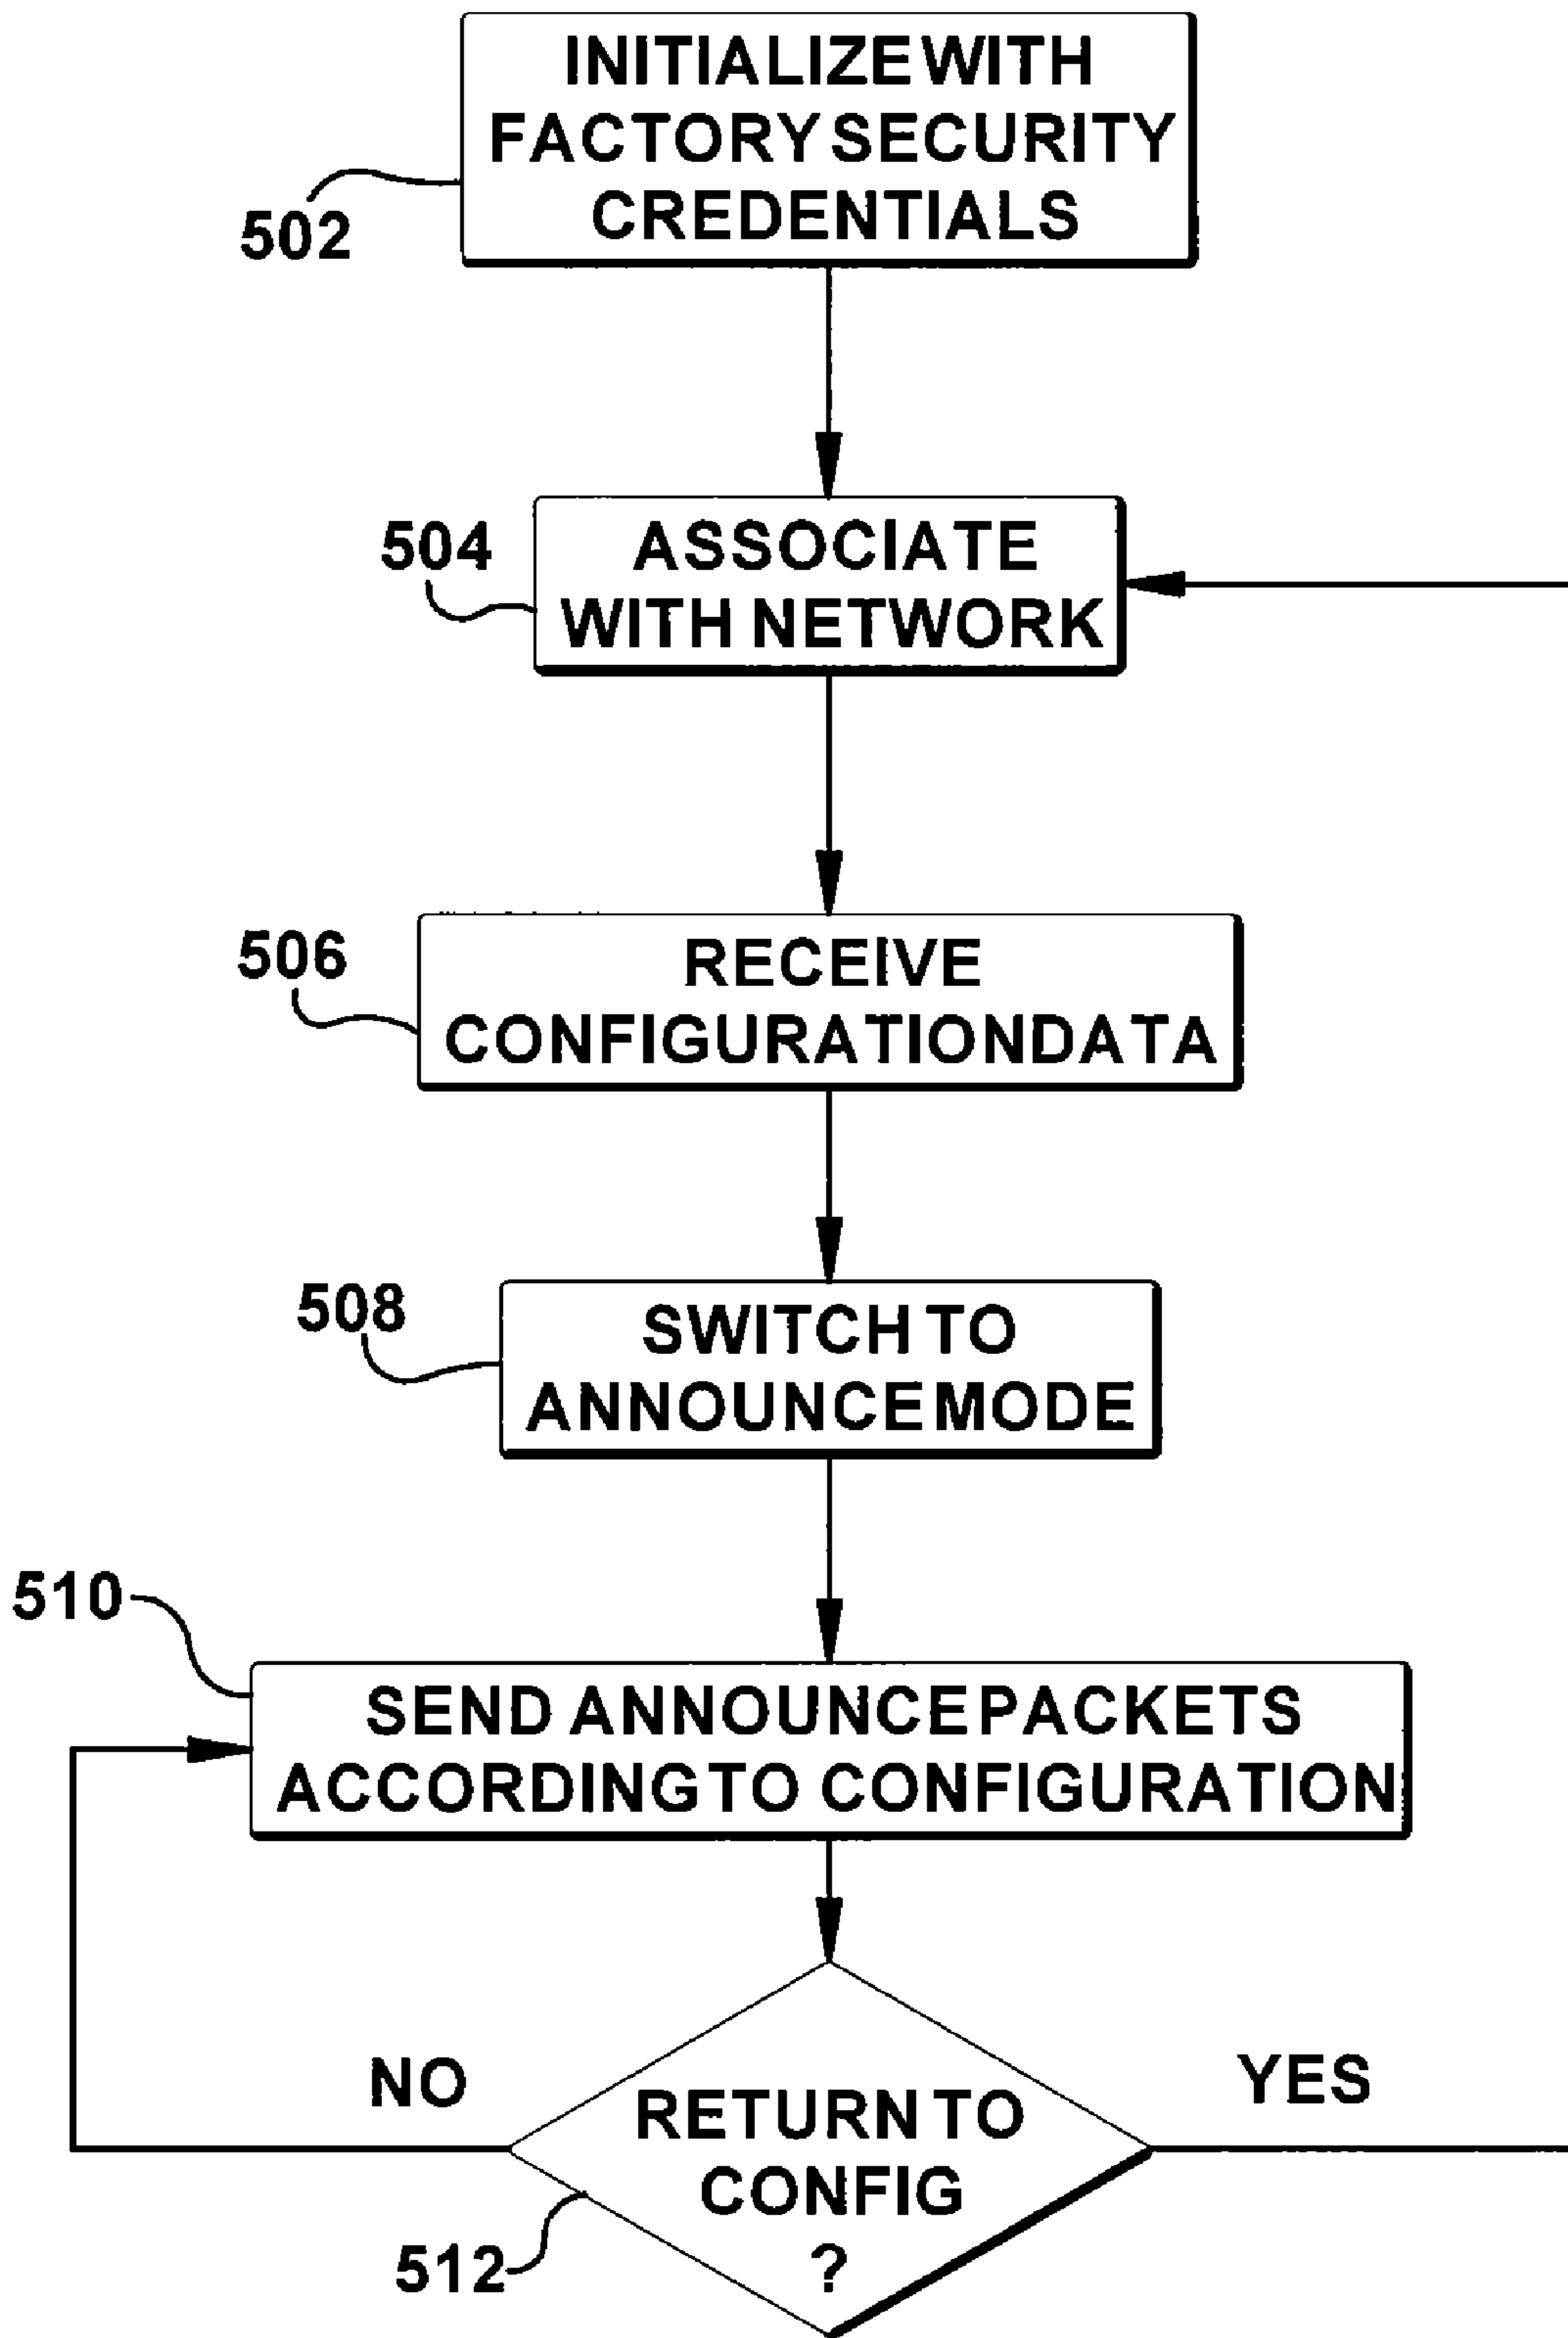 INITIALIZE WITH
FACTORY SECURITY
CREDENTIALS
502
504
ASSOCIATE
WITH NETWORK
506
RECEIVE
CONFIGURATION DATA
508
SWITCH TO
ANNOUNCE MODE
510
SEND ANNOUNCE PACKETS
ACCORDING TO CONFIGURATION
NO
YES
RETURN TO
CONFIG
?
512